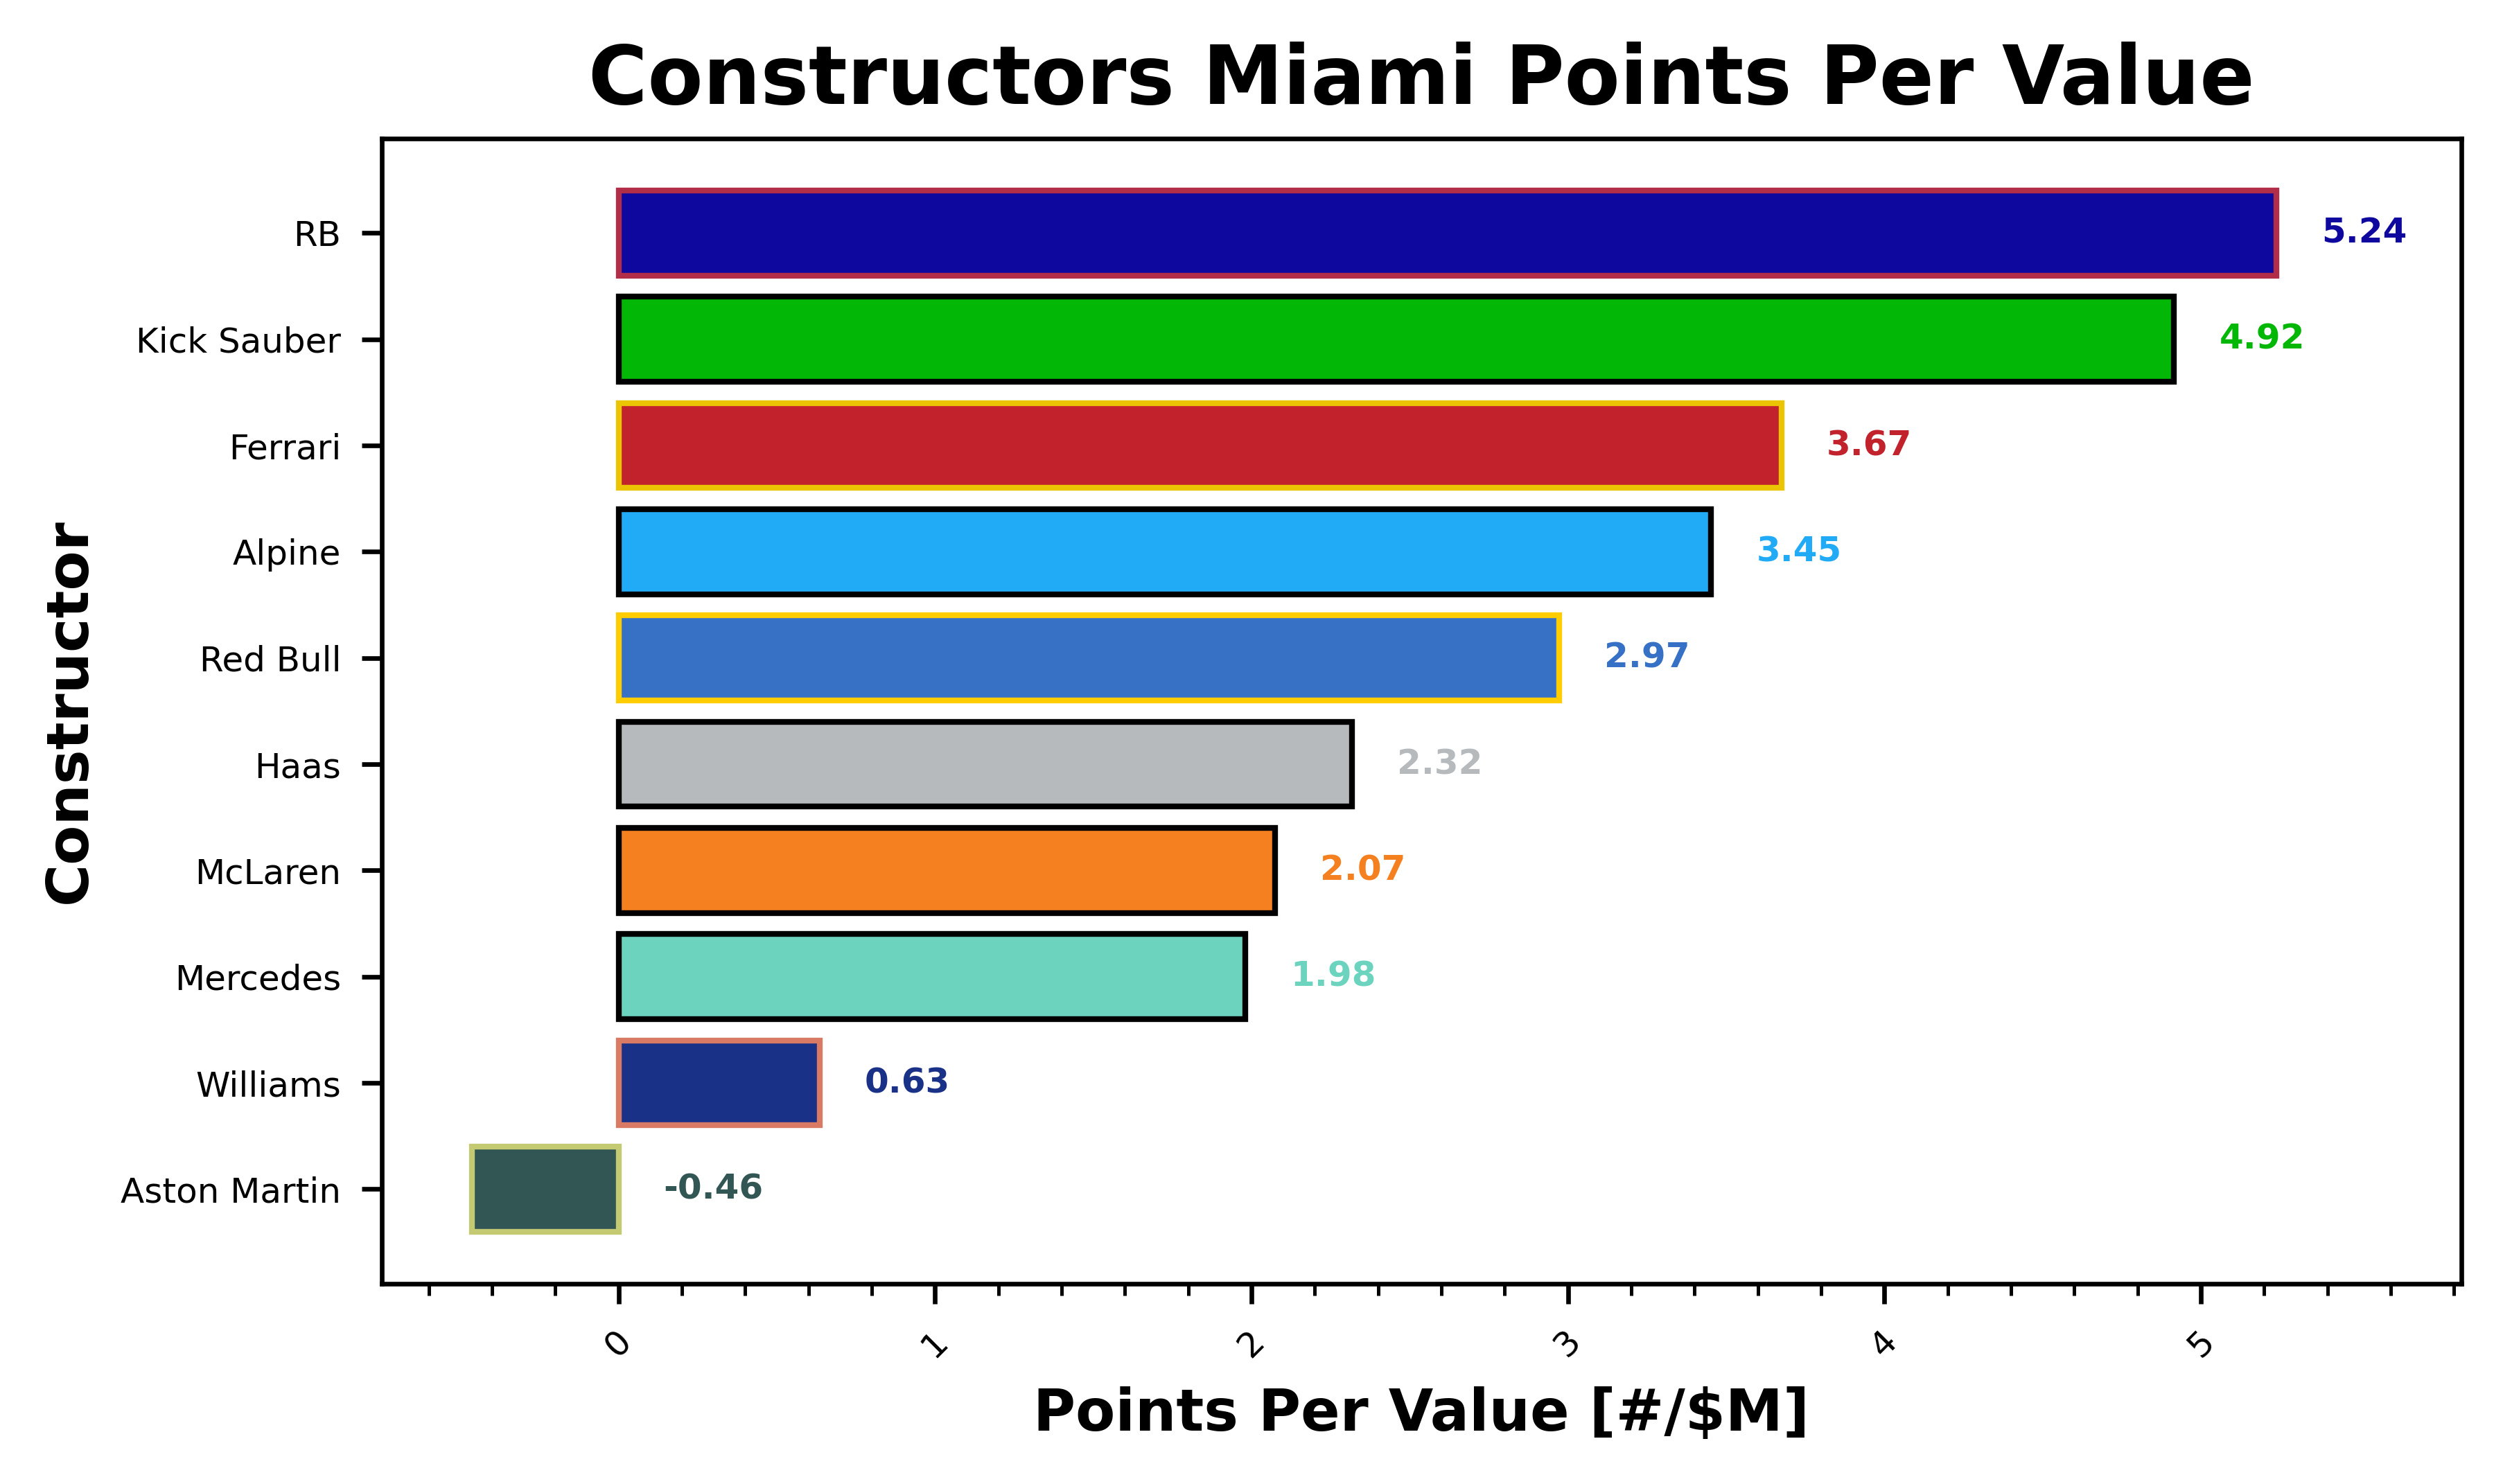 Constructors Miami Points Per Value
Constructor
RB 5.24
Kick Sauber 4.92
Ferrari 3.67
Alpine 3.45
Red Bull 2.97
Haas 2.32
McLaren 2.07
Mercedes 1.98
Williams 0.63
Aston Martin -0.46
0 1 2 3 4 5
Points Per Value [#/$M]